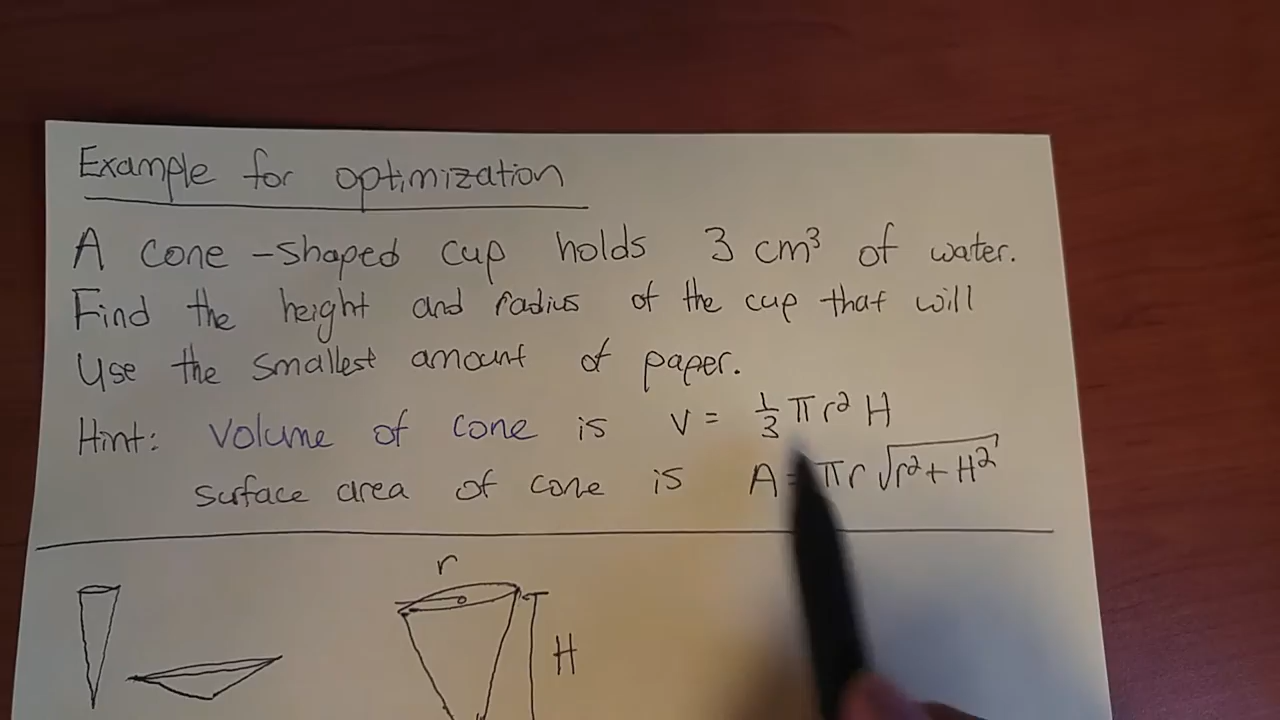 Example for optimization
A cone-shaped cup holds 3 cm³ of water.
Find the height and radius of the cup that will
Use the smallest amount of paper.
Hint: Volume of cone is V = 1/3 πr² H
surface area of cone is A = πr √(r² + H²)
r
H